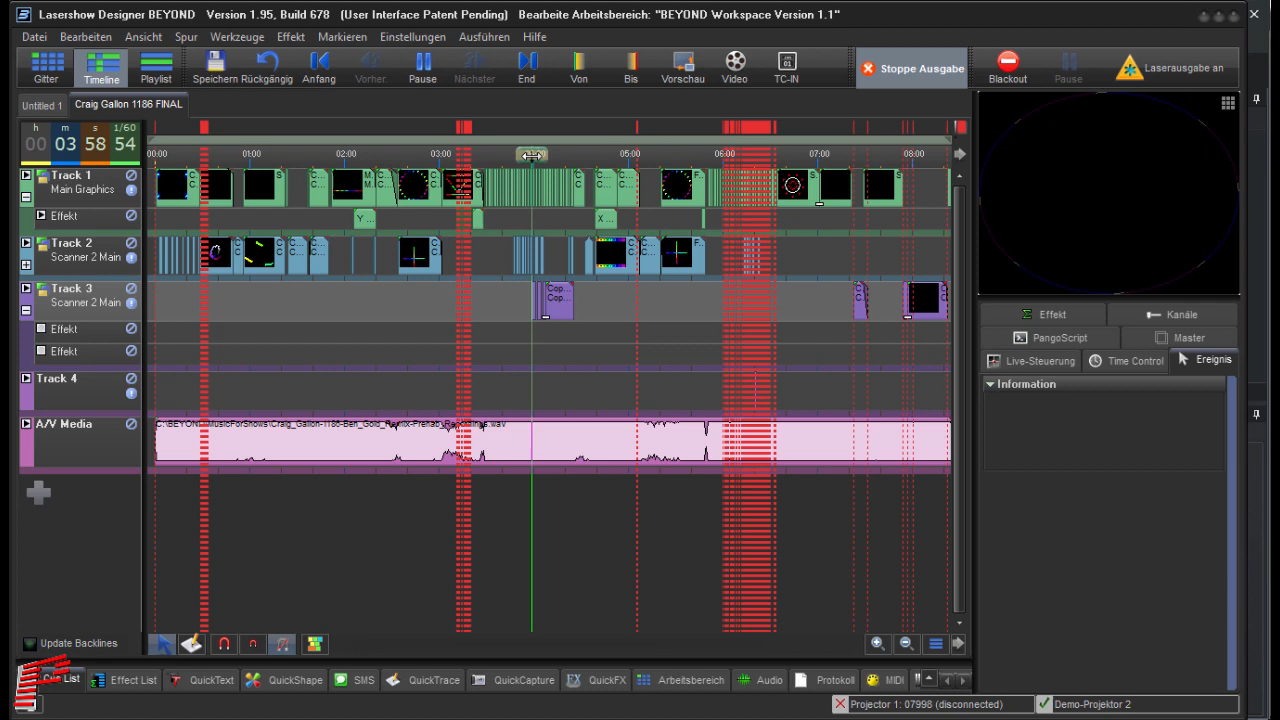 Lasershow Designer BEYOND Version 1.95, Build 678 (User Interface Patent Pending) Bearbeite Arbeitsbereich: "BEYOND Workspace Version 1.1"
Datei Bearbeiten Ansicht Spur Werkzeuge Effekt Markieren Einstellungen Ausführen Hilfe
Gitter Timeline Playlist Speichern Rückgängig Anfang Vorher. Pause Nächster End Von Bis Vorschau Video TC-IN Stoppe Ausgabe Blackout Pause Laserausgabe an
Untitled 1 Craig Gallon 1186 FINAL
h m s 1/60
00 03 58 54
00:00 01:00 02:00 03:00 05:00 06:00 07:00 08:00
Track 1
Main Graphics
Effekt
Y ...
X ...
Track 2
Scanner 2 Main
Track 3
Scanner 2 Main
Cop...
Cop...
Effekt
Effekt
Track 4
A/V Media
Effekt Kanäle
PangoScript Master
Live-Steuerung Time Control Ereignis
Information
Update Backlines
List Effect List QuickText QuickShape SMS QuickTrace QuickCapture FX QuickFX Arbeitsbereich Audio Protokoll MIDI
Projector 1: 07998 (disconnected) Demo-Projektor 2